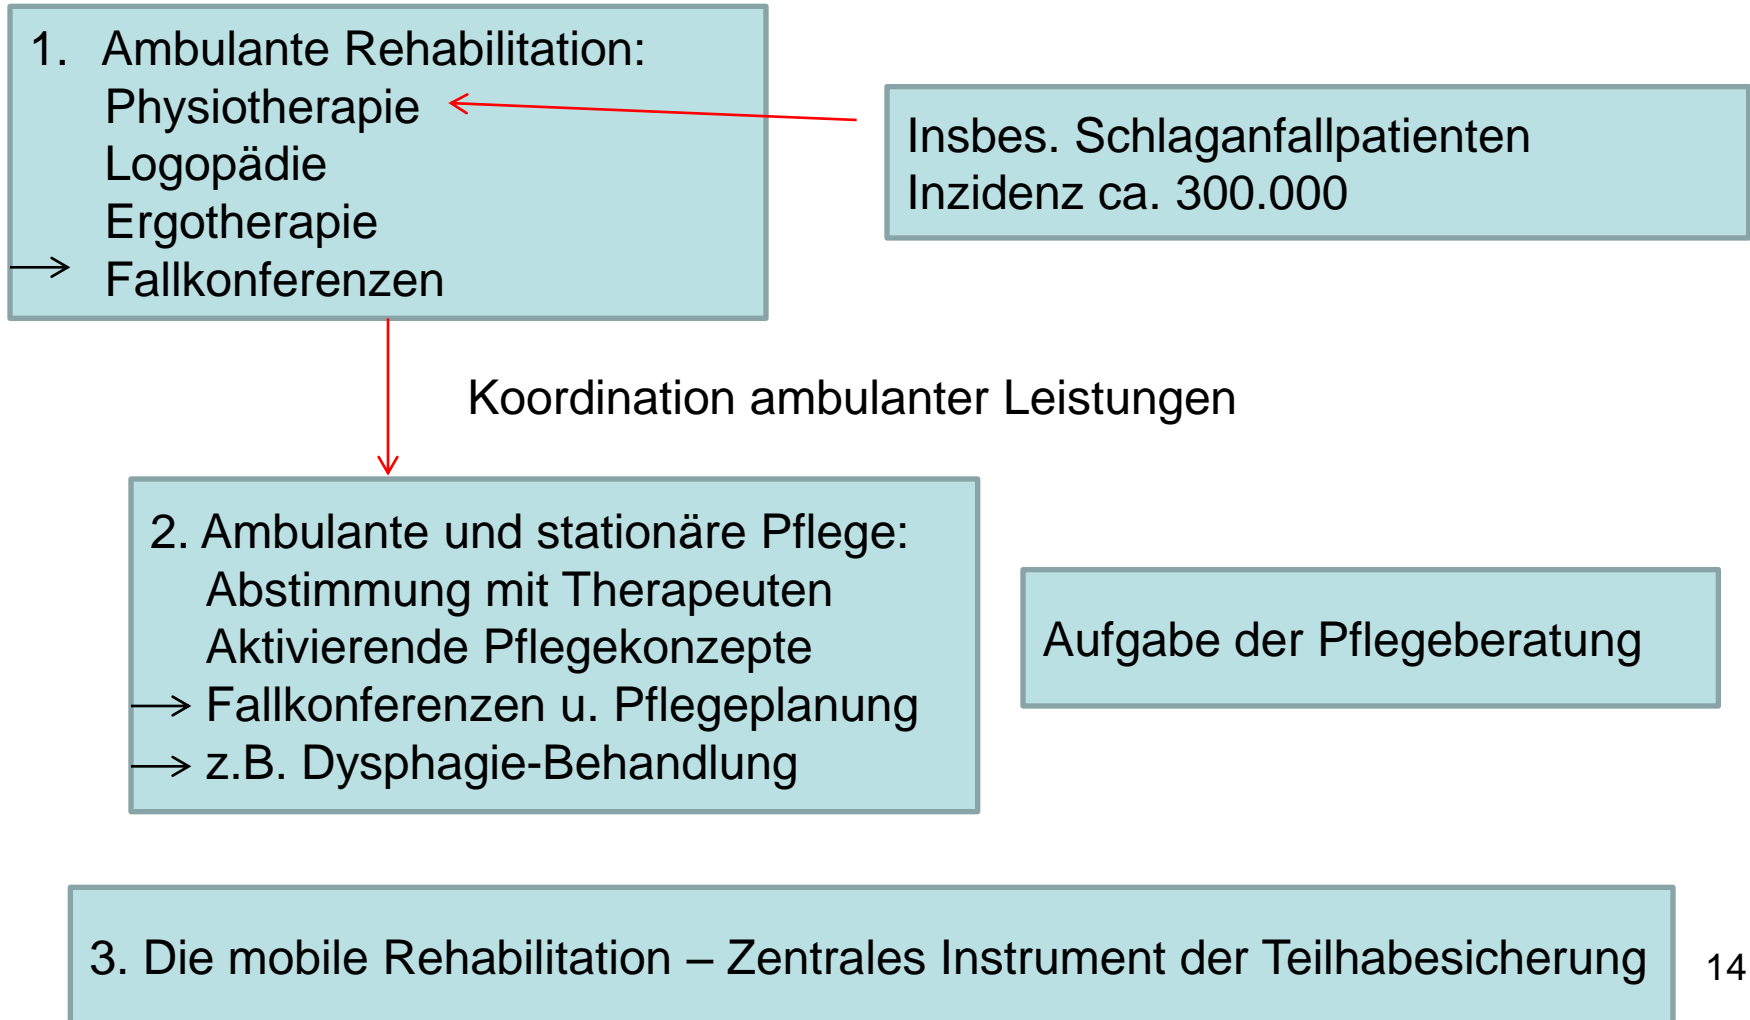 1. Ambulante Rehabilitation:
Physiotherapie
Logopädie
Ergotherapie
Fallkonferenzen
Insbes. Schlaganfallpatienten
Inzidenz ca. 300.000
Koordination ambulanter Leistungen
2. Ambulante und stationäre Pflege:
Abstimmung mit Therapeuten
Aktivierende Pflegekonzepte
Fallkonferenzen u. Pflegeplanung
z.B. Dysphagie-Behandlung
Aufgabe der Pflegeberatung
3. Die mobile Rehabilitation – Zentrales Instrument der Teilhabesicherung
14